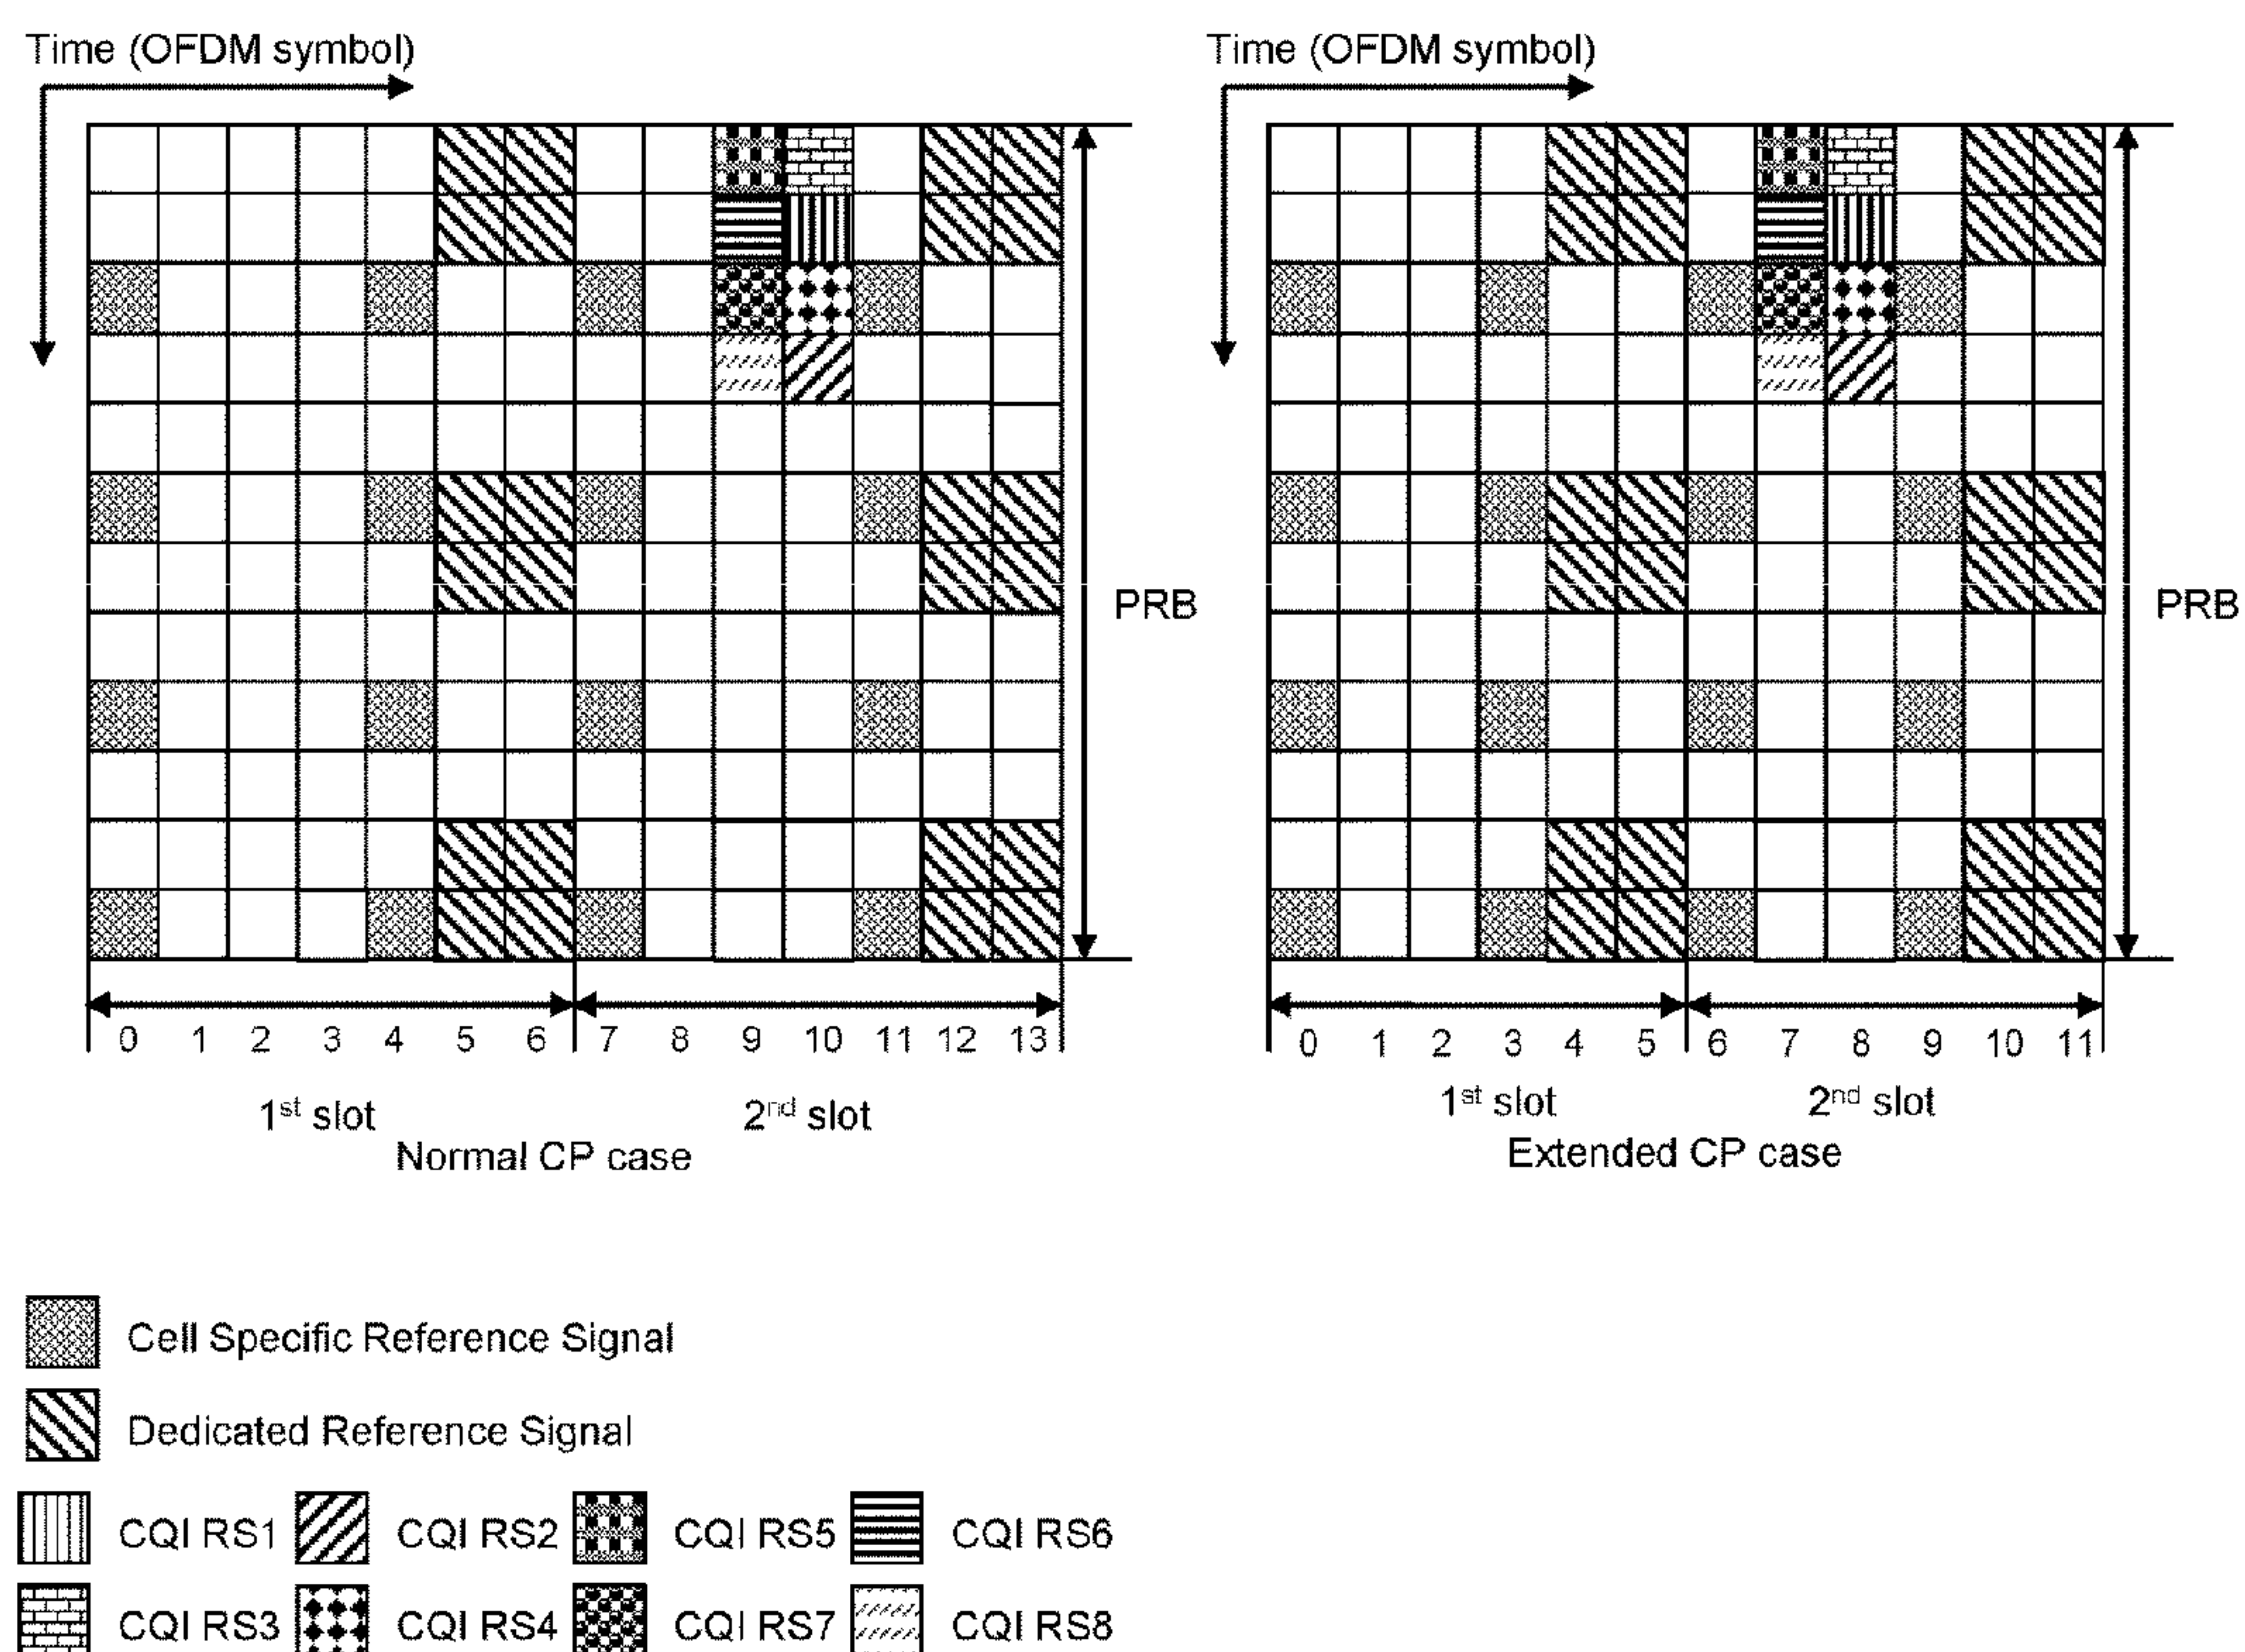 Time (OFDM symbol) Time (OFDM symbol)
PRB PRB
0 1 2 3 4 5 6 7 8 9 10 11 12 13 0 1 2 3 4 5 6 7 8 9 10 11
1st slot 2nd slot 1st slot 2nd slot
Normal CP case Extended CP case
Cell Specific Reference Signal
Dedicated Reference Signal
CQI RS1 CQI RS2 CQI RS5 CQI RS6
CQI RS3 CQI RS4 CQI RS7 CQI RS8